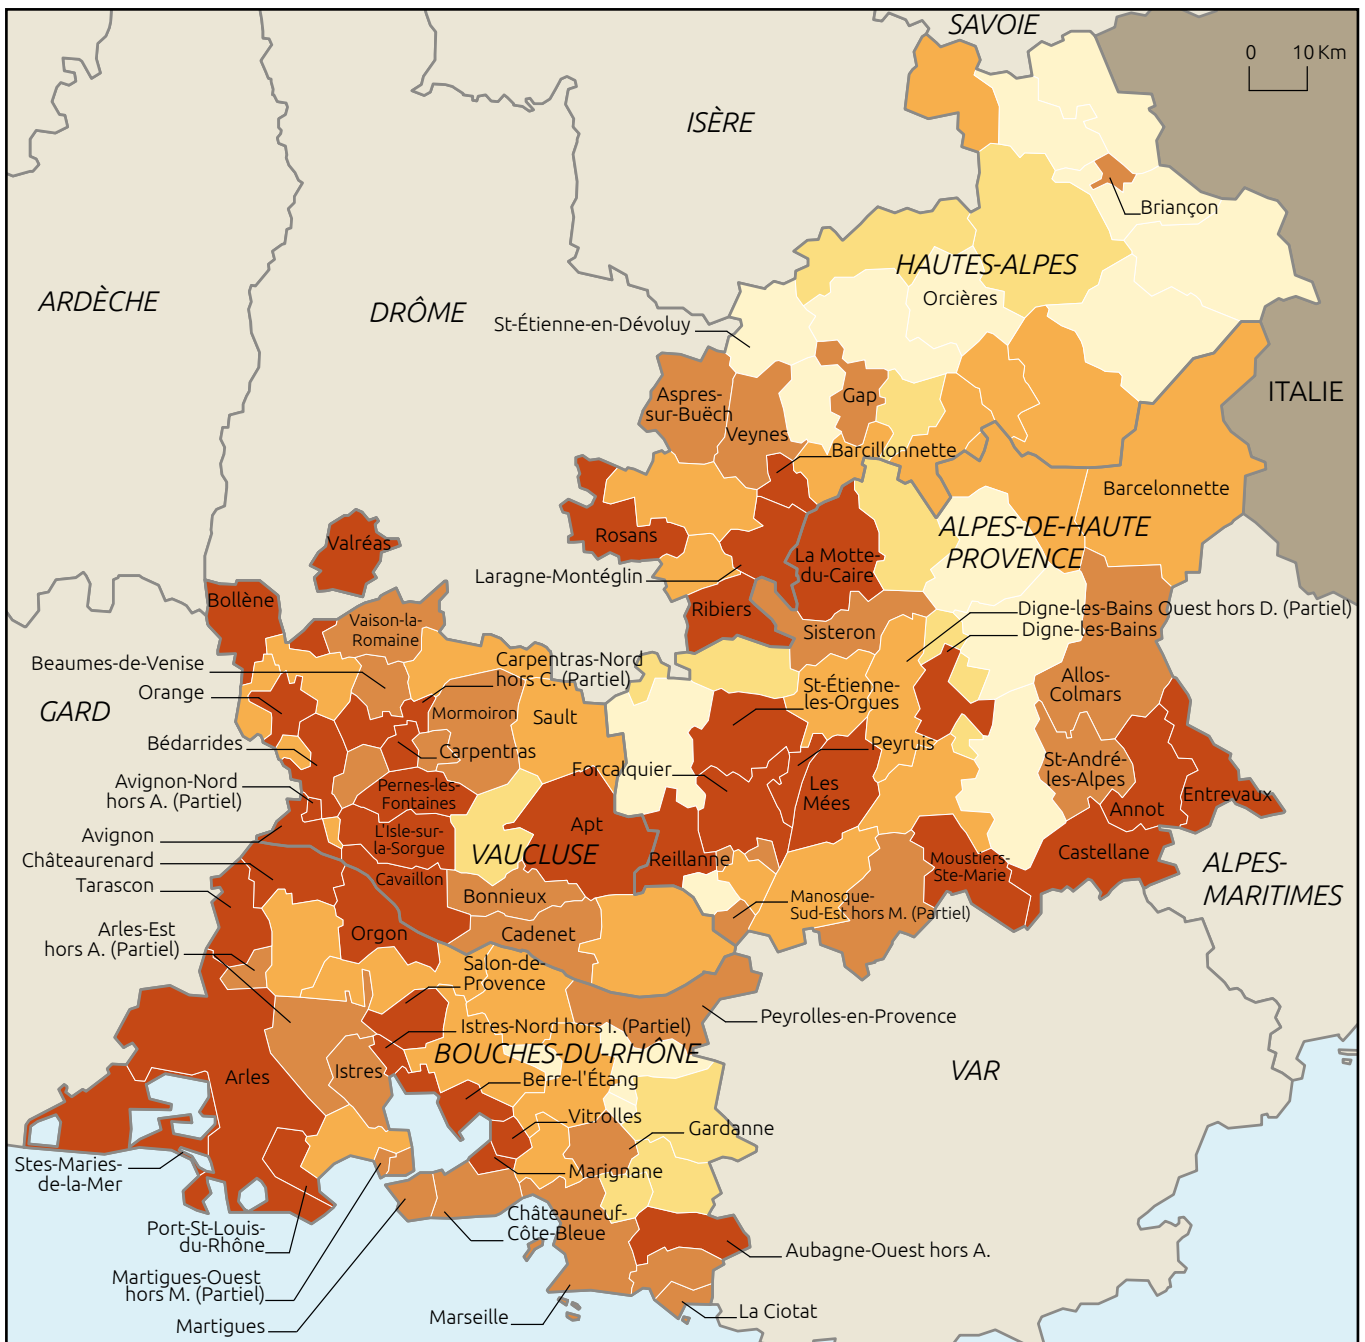 SAVOIE
0 10 Km
ISÈRE
Briançon
HAUTES-ALPES
ARDÈCHE
Orcières
DRÔME
St-Étienne-en-Dévoluy
ITALIE
Aspres-
sur-Buëch
Gap
Veynes
Barcillonnette
Barcelonnette
ALPES-DE-HAUTE
PROVENCE
Rosans
Valréas
La Motte-
du-Caire
Laragne-Montéglin
Bollène
Ribiers
Digne-les-Bains Ouest hors D. (Partiel)
Vaison-la-
Romaine
Sisteron
Digne-les-Bains
Beaumes-de-Venise
Carpentras-Nord
hors C. (Partiel)
Allos-
Colmars
Orange
St-Étienne-
les-Orgues
GARD
Mormoiron
Sault
Bédarrides
Carpentras
Peyruis
St-André-
les-Alpes
Forcalquier
Avignon-Nord
hors A. (Partiel)
Pernes-les-
Fontaines
Les
Mées
Entrevaux
Annot
Avignon
L'Isle-sur-
la-Sorgue
Apt
Châteaurenard
VAUCLUSE
Reillanne
Moustiers-
Ste-Marie
Castellane
ALPES-
MARITIMES
Tarascon
Cavaillon
Bonnieux
Manosque-
Sud-Est hors M. (Partiel)
Arles-Est
hors A. (Partiel)
Orgon
Cadenet
Salon-de-
Provence
Peyrolles-en-Provence
Istres-Nord hors I. (Partiel)
BOUCHES-DU-RHÔNE
Istres
Arles
Berre-l'Étang
VAR
Vitrolles
Gardanne
Stes-Maries-
de-la-Mer
Marignane
Port-St-Louis-
du-Rhône
Châteauneuf-
Côte-Bleue
Aubagne-Ouest hors A.
Martigues-Ouest
hors M. (Partiel)
La Ciotat
Marseille
Martigues